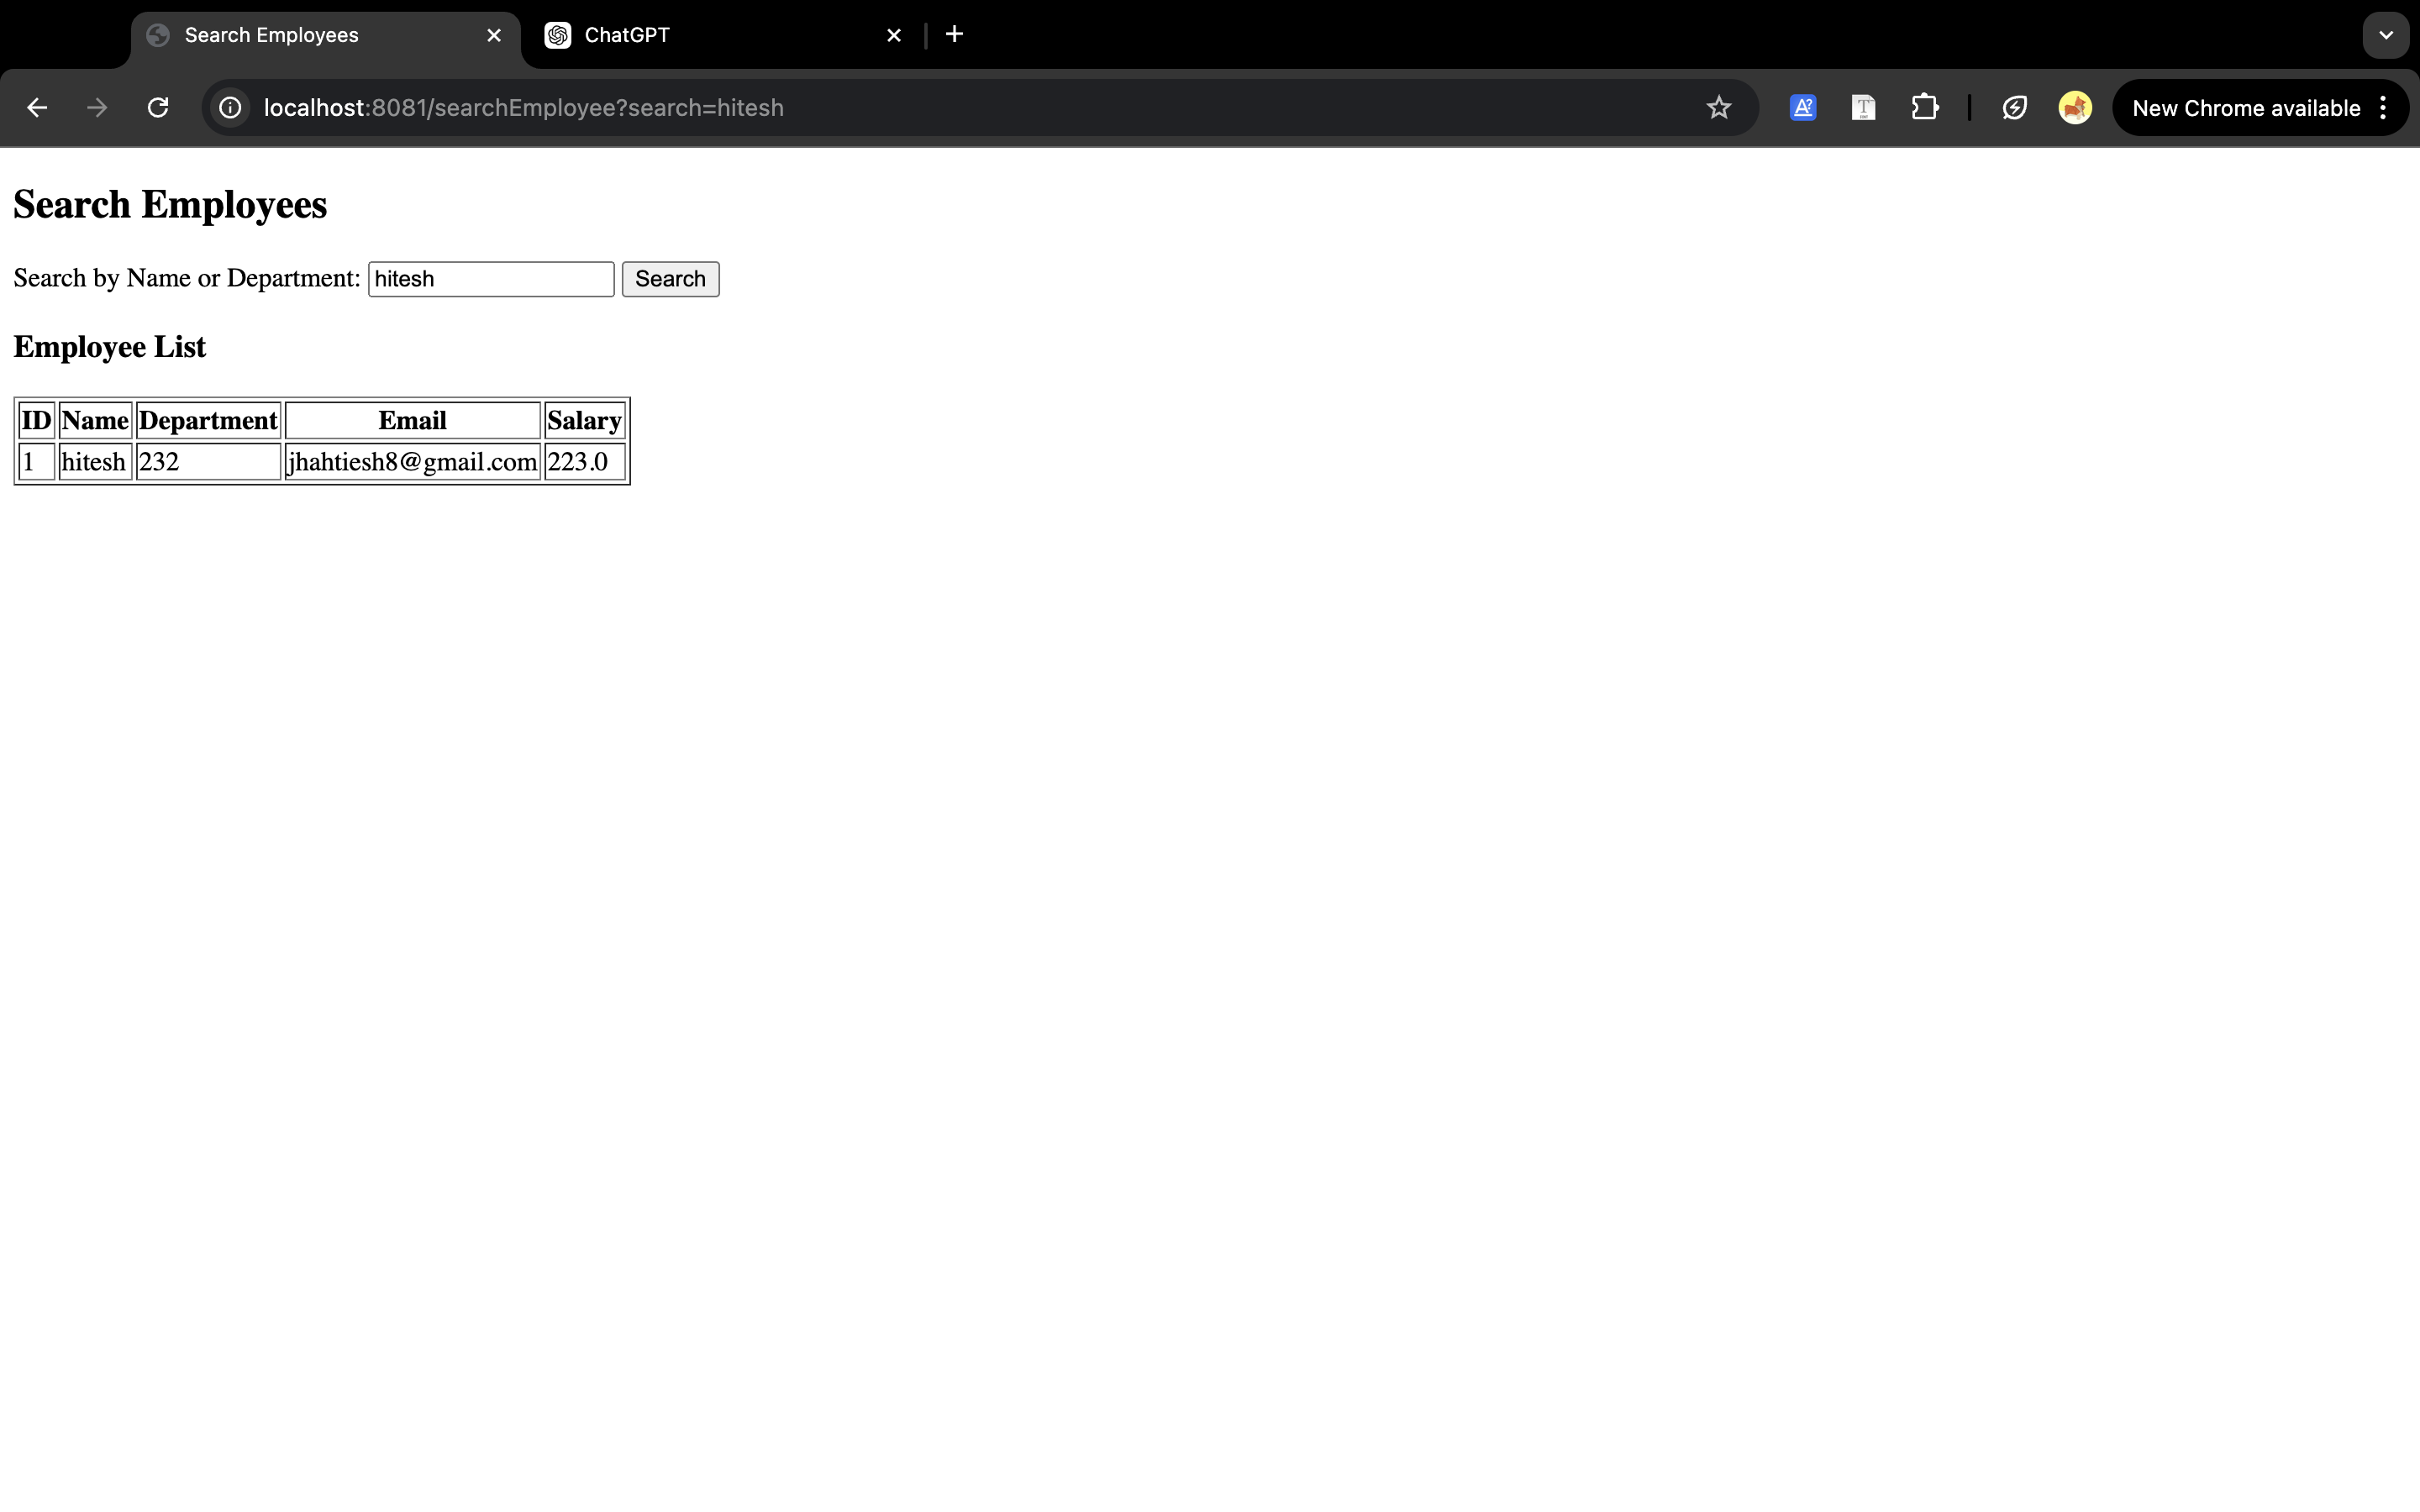 Search Employees
ChatGPT
localhost:8081/searchEmployee?search=hitesh
New Chrome available
Search Employees
Search by Name or Department: hitesh Search
Employee List
ID Name Department Email Salary
1 hitesh 232 jhahtiesh8@gmail.com 223.0